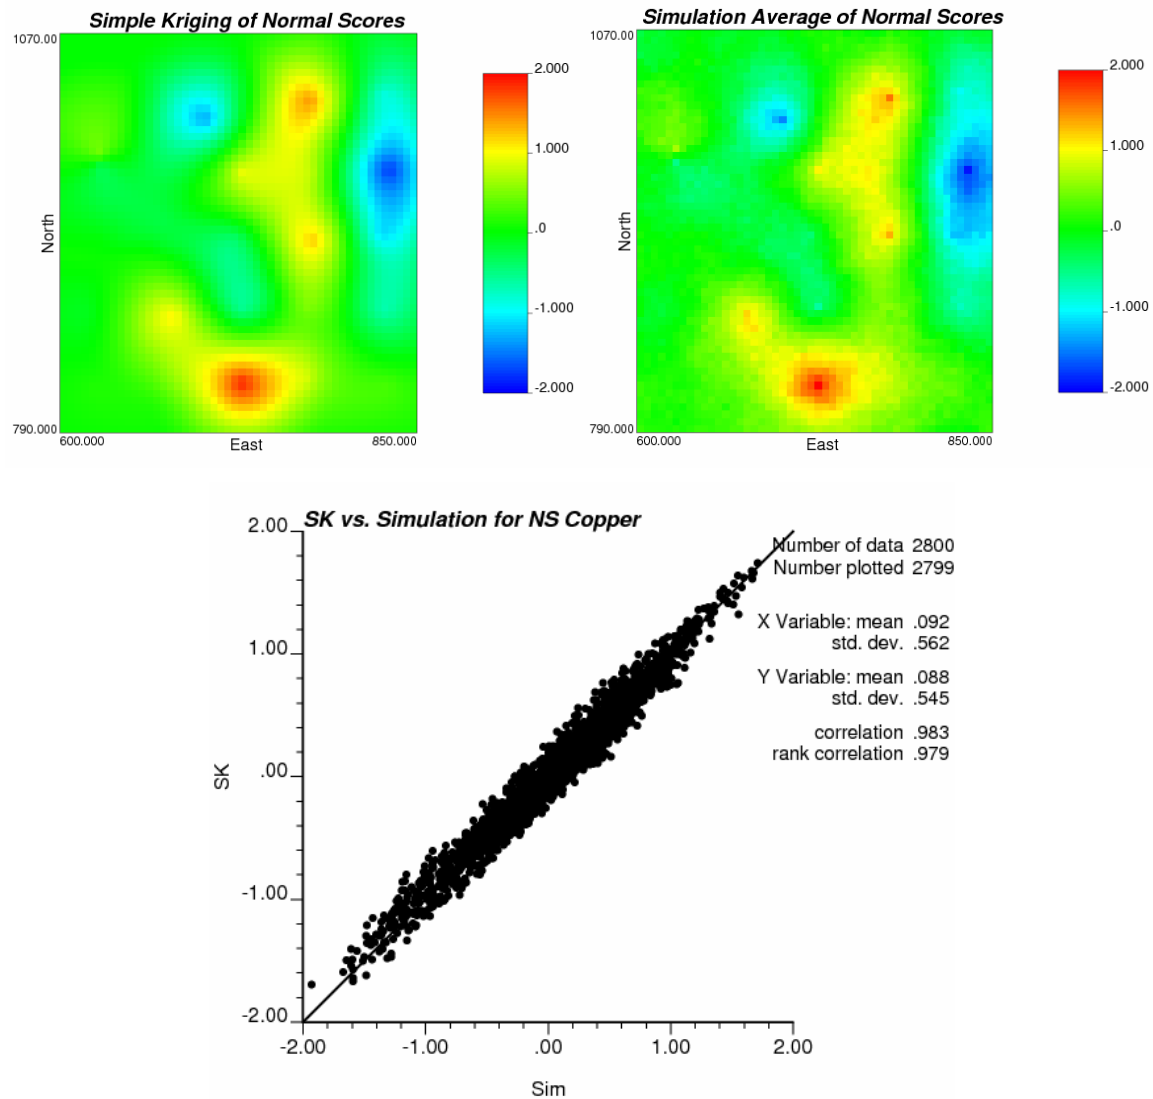 Simple Kriging of Normal Scores
1070.00
North
790.000
600.000
850.000
East
2.000
1.000
.0
-1.000
-2.000
Simulation Average of Normal Scores
1070.00
North
790.000
600.000
850.000
East
2.000
1.000
.0
-1.000
-2.000
SK vs. Simulation for NS Copper
2.00
1.00
.00
-1.00
-2.00
SK
-2.00
-1.00
.00
1.00
2.00
Sim
Number of data 2800
Number plotted 2799
X Variable: mean .092
std. dev. .562
Y Variable: mean .088
std. dev. .545
correlation .983
rank correlation .979